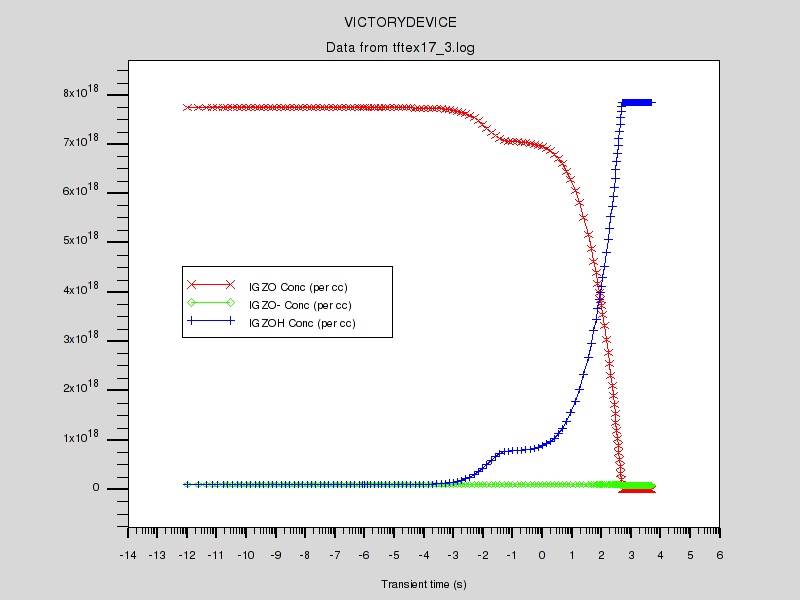 VICTORYDEVICE
Data from tftex17_3.log
8x10^18
7x10^18
6x10^18
5x10^18
4x10^18
3x10^18
2x10^18
1x10^18
0
IGZO Conc (per cc)
IGZO- Conc (per cc)
IGZOH Conc (per cc)
-14 -13 -12 -11 -10 -9 -8 -7 -6 -5 -4 -3 -2 -1 0 1 2 3 4 5 6
Transient time (s)